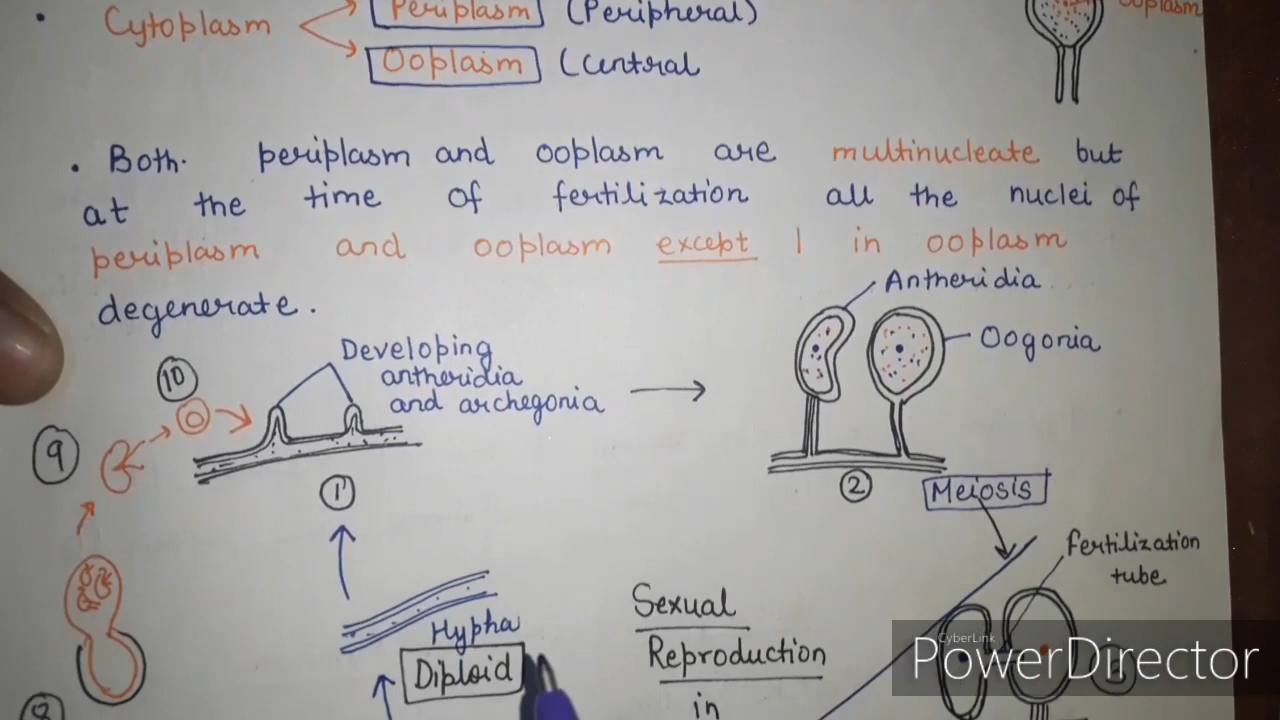 Cytoplasm
Periplasm (Peripheral)
Ooplasm (Central
Ooplasm
• Both. periplasm and ooplasm are multinucleate but
at the time of fertilization all the nuclei of
periplasm and ooplasm except 1 in ooplasm
degenerate.
Antheridia
Oogonia
Developing
antheridia
and archegonia
10
9
1
2
Meiosis
fertilization
tube
Hypha
Diploid
Sexual
Reproduction
in
8
CyberLink
PowerDirector